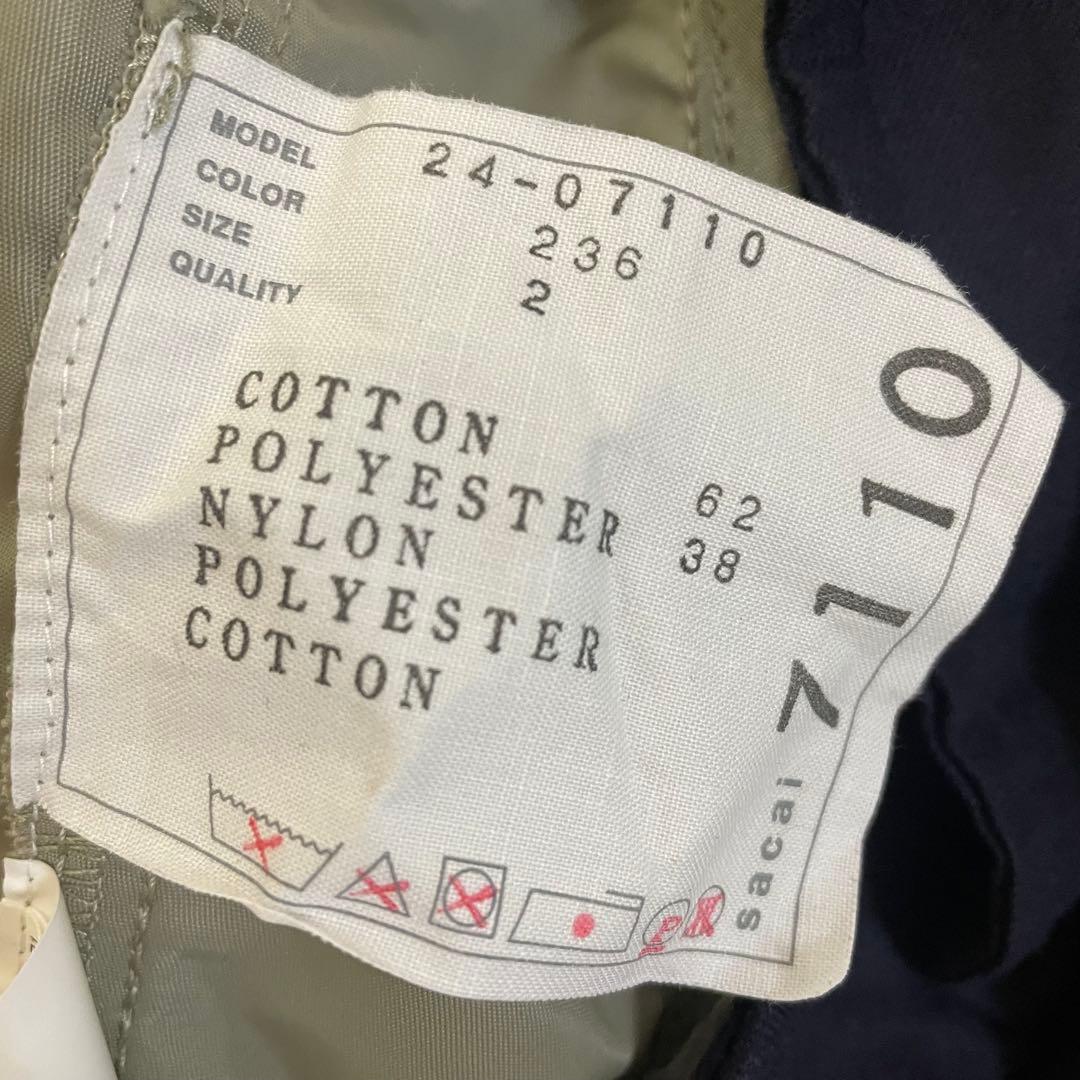 MODEL 24-07110
COLOR 236
SIZE 2
QUALITY
COTTON 62
POLYESTER 38
NYLON
POLYESTER
COTTON
P
sacai 7110